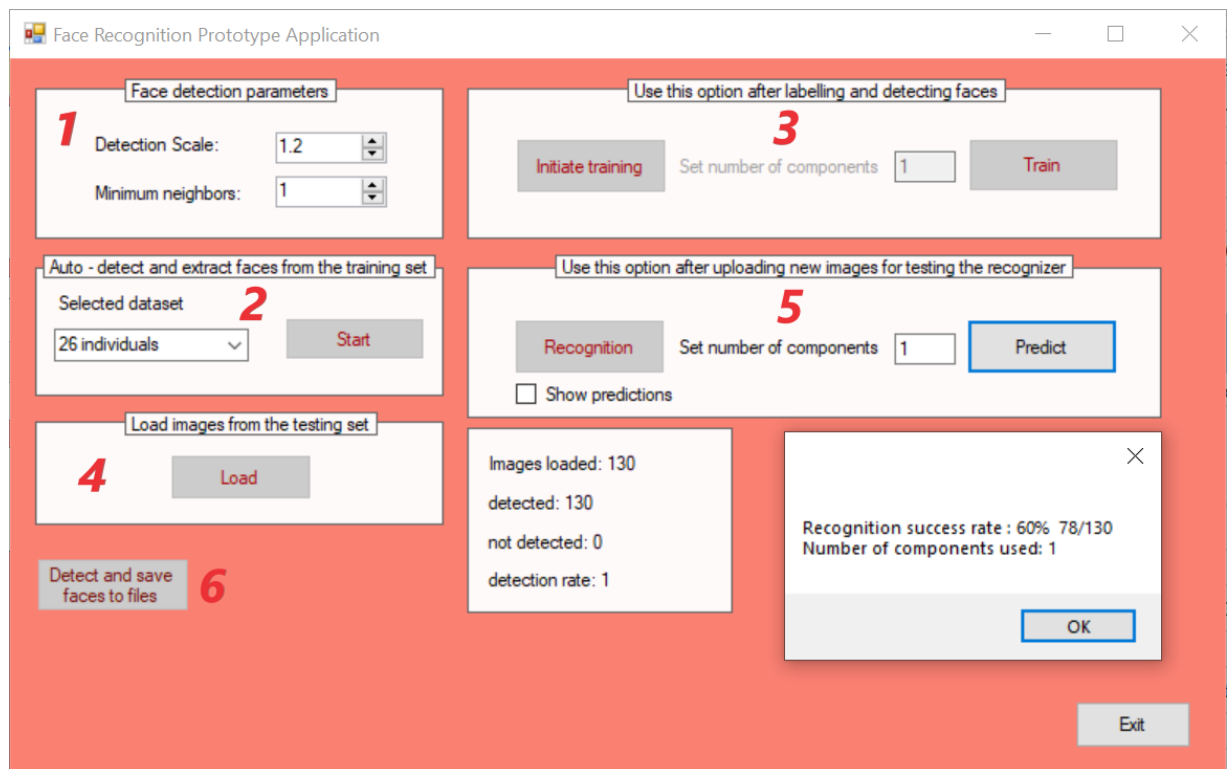 Face Recognition Prototype Application
Face detection parameters
1
Detection Scale: 1.2
Minimum neighbors: 1
Use this option after labelling and detecting faces
3
Initiate training Set number of components 1 Train
Auto - detect and extract faces from the training set
2
Selected dataset
26 individuals Start
Use this option after uploading new images for testing the recognizer
5
Recognition Set number of components 1 Predict
Show predictions
Load images from the testing set
4 Load
Images loaded: 130
detected: 130
not detected: 0
detection rate: 1
Recognition success rate : 60% 78/130
Number of components used: 1
OK
Detect and save
faces to files
6
Exit